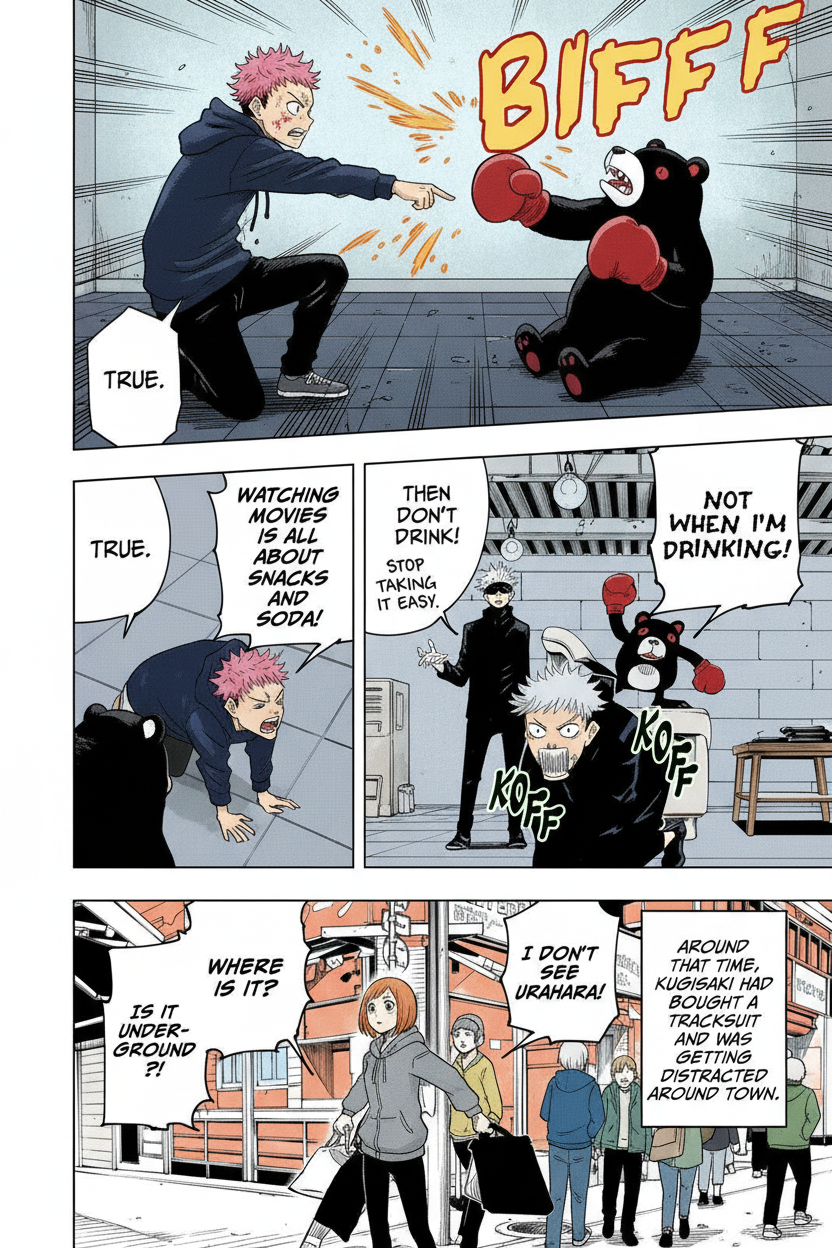 BIFFF
TRUE.
NOT
WHEN I'M
DRINKING!
THEN
DON'T
DRINK!
STOP
TAKING
IT EASY.
KOFF
KOFF
WATCHING
MOVIES
IS ALL
ABOUT
SNACKS
AND
SODA!
TRUE.
AROUND
THAT TIME,
KUGISAKI HAD
BOUGHT A
TRACKSUIT
AND WAS
GETTING
DISTRACTED
AROUND TOWN.
I DON'T
SEE
URAHARA!
WHERE
IS IT?
IS IT
UNDER-
GROUND
?!